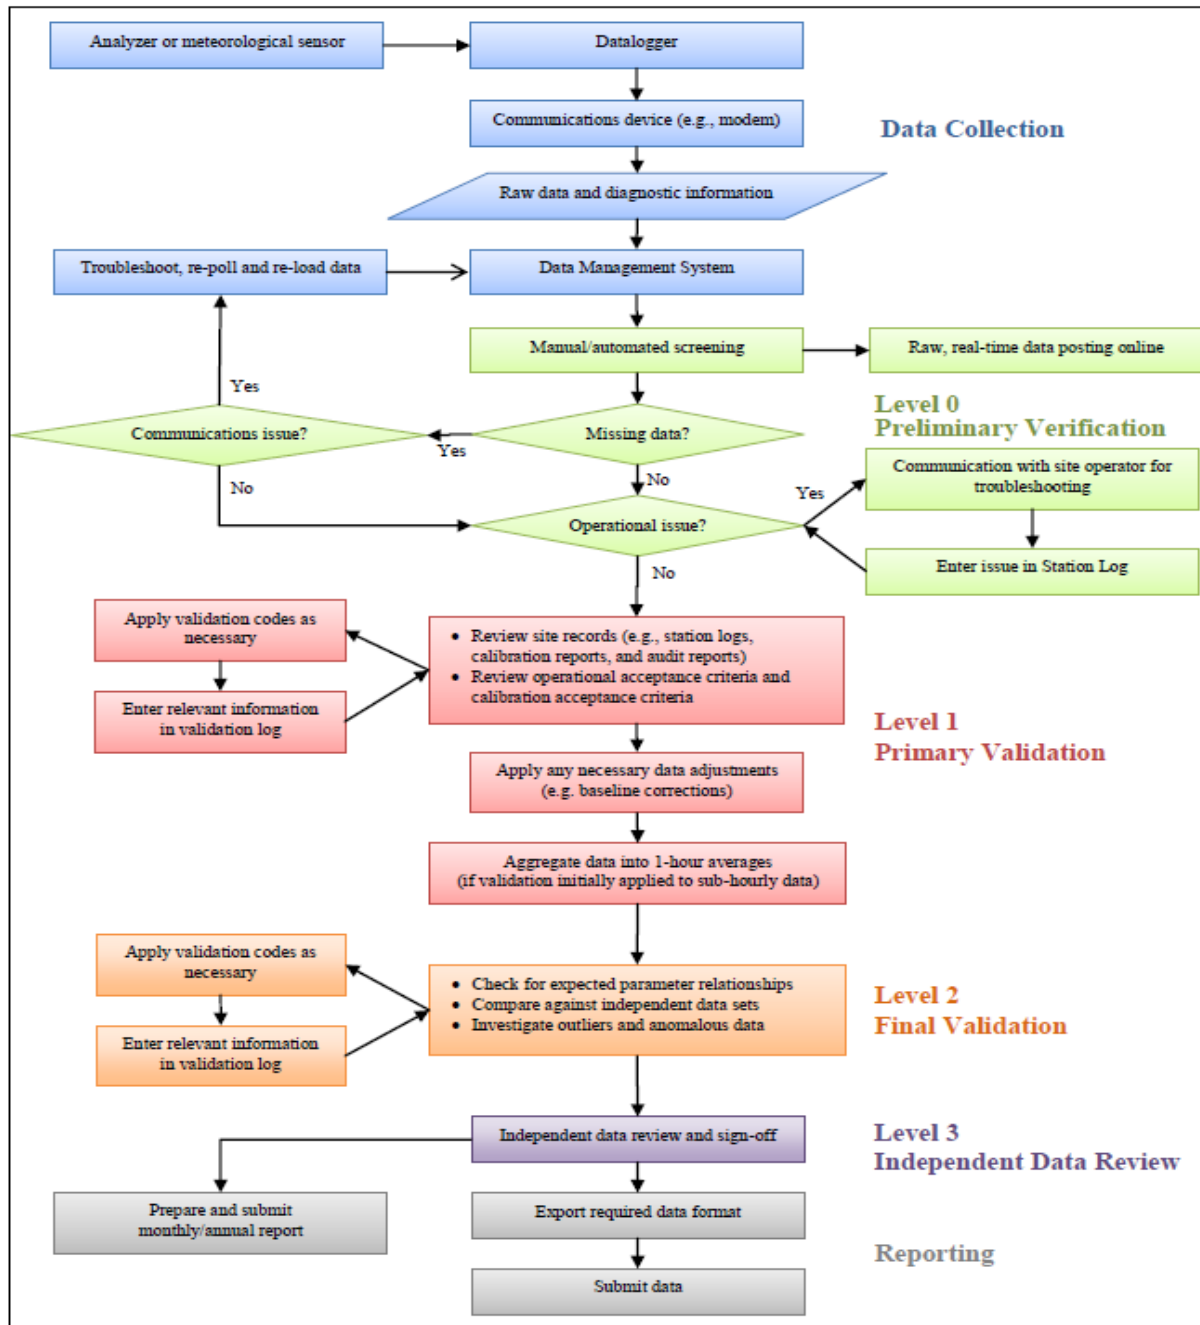 Analyzer or meteorological sensor
Datalogger
Communications device (e.g., modem)
Data Collection
Raw data and diagnostic information
Troubleshoot, re-poll and re-load data
Data Management System
Manual/automated screening
Raw, real-time data posting online
Yes
Level 0
Preliminary Verification
Communications issue?
Yes
Missing data?
No
No
Communication with site operator for
troubleshooting
Yes
Operational issue?
Enter issue in Station Log
No
Apply validation codes as
necessary
Enter relevant information
in validation log
• Review site records (e.g., station logs,
calibration reports, and audit reports)
• Review operational acceptance criteria and
calibration acceptance criteria
Level 1
Primary Validation
Apply any necessary data adjustments
(e.g. baseline corrections)
Aggregate data into 1-hour averages
(if validation initially applied to sub-hourly data)
Apply validation codes as
necessary
Enter relevant information
in validation log
• Check for expected parameter relationships
• Compare against independent data sets
• Investigate outliers and anomalous data
Level 2
Final Validation
Independent data review and sign-off
Level 3
Independent Data Review
Prepare and submit
monthly/annual report
Export required data format
Reporting
Submit data